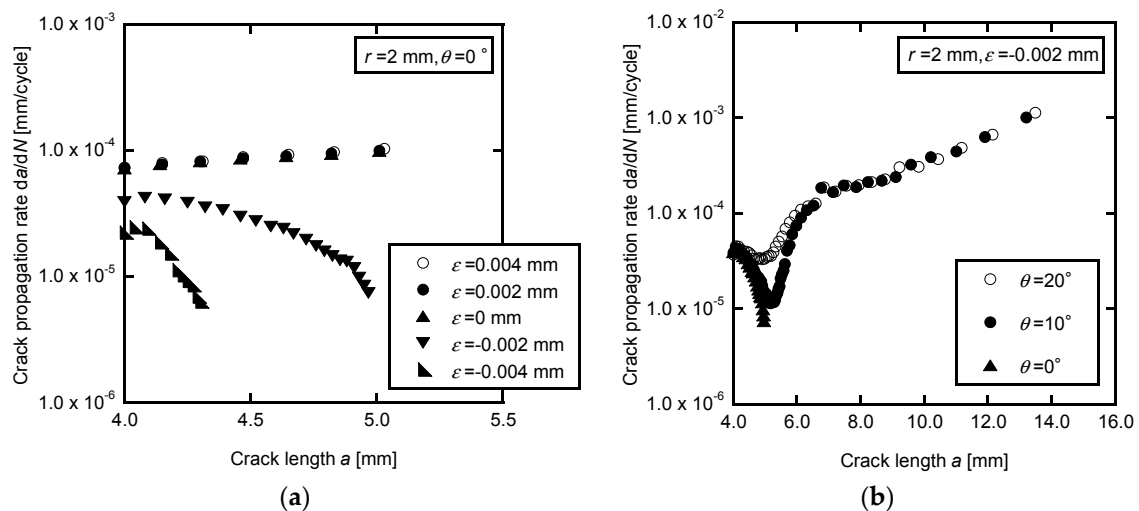 1.0 x 10⁻³
r=2 mm, θ=0 °
1.0 x 10⁻⁴
1.0 x 10⁻⁵
1.0 x 10⁻⁶
Crack propagation rate da/dN [mm/cycle]
ε=0.004 mm
ε=0.002 mm
ε=0 mm
ε=-0.002 mm
ε=-0.004 mm
4.0 4.5 5.0 5.5
Crack length a [mm]
(a)
1.0 x 10⁻²
r=2 mm, ε=-0.002 mm
1.0 x 10⁻³
1.0 x 10⁻⁴
1.0 x 10⁻⁵
1.0 x 10⁻⁶
Crack propagation rate da/dN [mm/cycle]
θ=20°
θ=10°
θ=0°
4.0 6.0 8.0 10.0 12.0 14.0 16.0
Crack length a [mm]
(b)